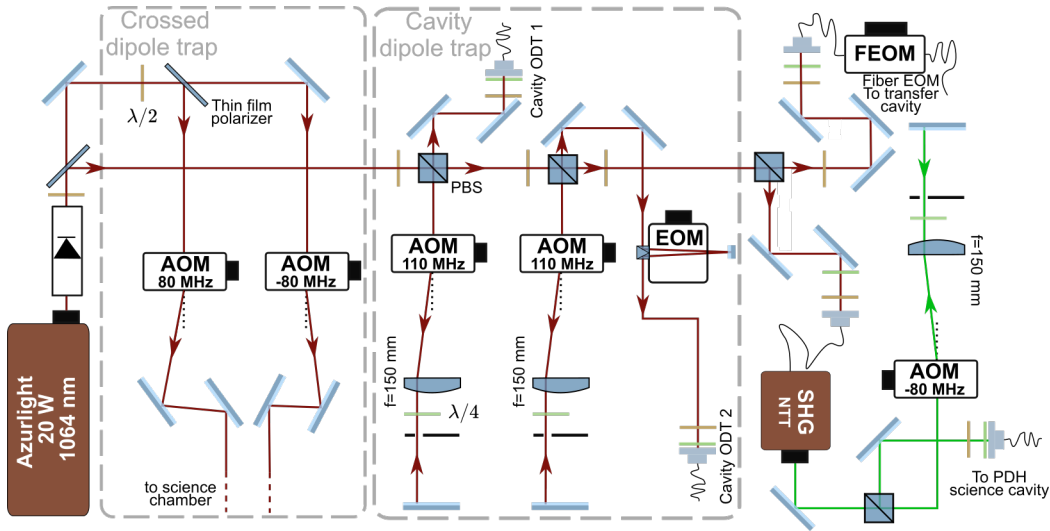 Crossed
dipole trap
Cavity
dipole trap
Cavity ODT 1
FEOM
Fiber EOM
To transfer
cavity
λ/2
Thin film
polarizer
PBS
AOM
80 MHz
AOM
-80 MHz
AOM
110 MHz
AOM
110 MHz
EOM
f=150 mm
f=150 mm
f=150 mm
λ/4
Azurlight
20 W
1064 nm
to science
chamber
Cavity ODT 2
SHG
NTT
AOM
-80 MHz
To PDH
science cavity